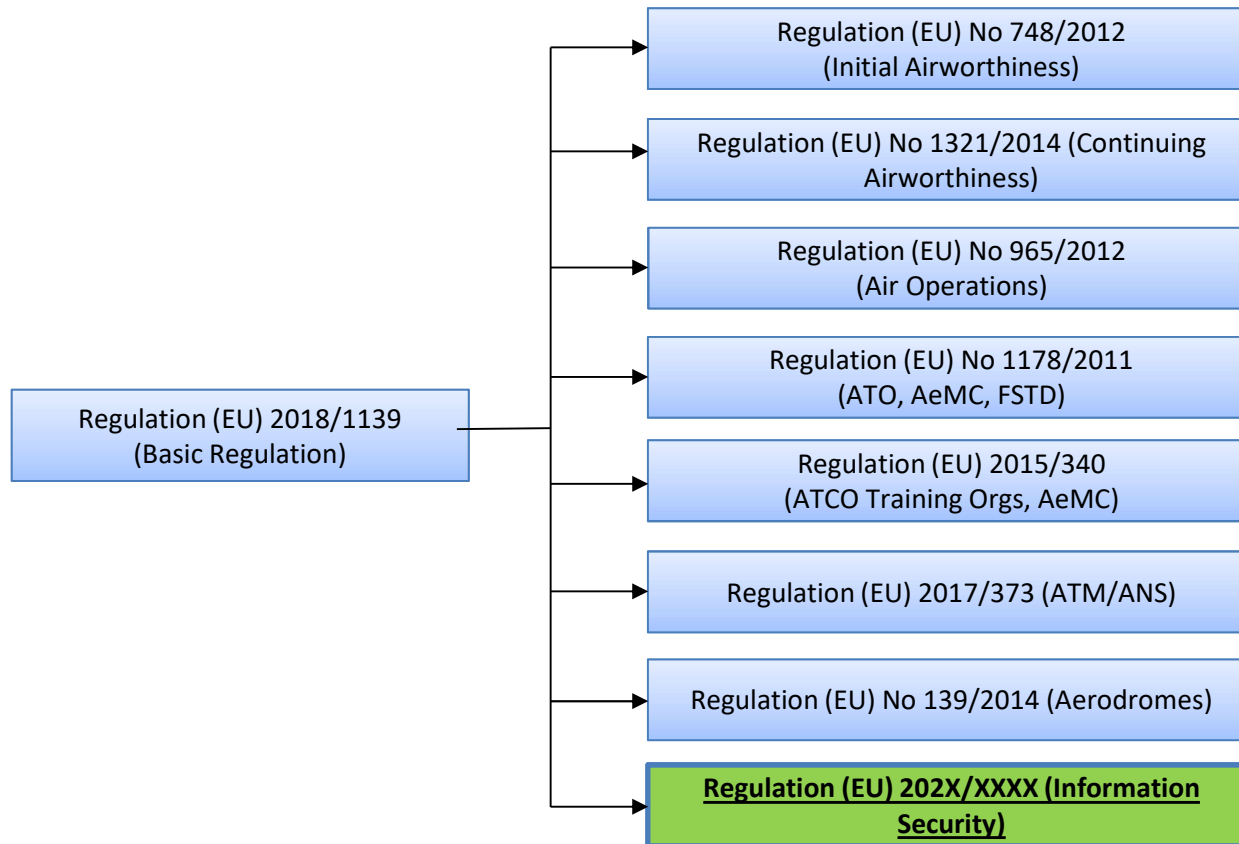 Regulation (EU) No 748/2012
(Initial Airworthiness)
Regulation (EU) No 1321/2014 (Continuing
Airworthiness)
Regulation (EU) No 965/2012
(Air Operations)
Regulation (EU) No 1178/2011
(ATO, AeMC, FSTD)
Regulation (EU) 2018/1139
(Basic Regulation)
Regulation (EU) 2015/340
(ATCO Training Orgs, AeMC)
Regulation (EU) 2017/373 (ATM/ANS)
Regulation (EU) No 139/2014 (Aerodromes)
Regulation (EU) 202X/XXXX (Information
Security)